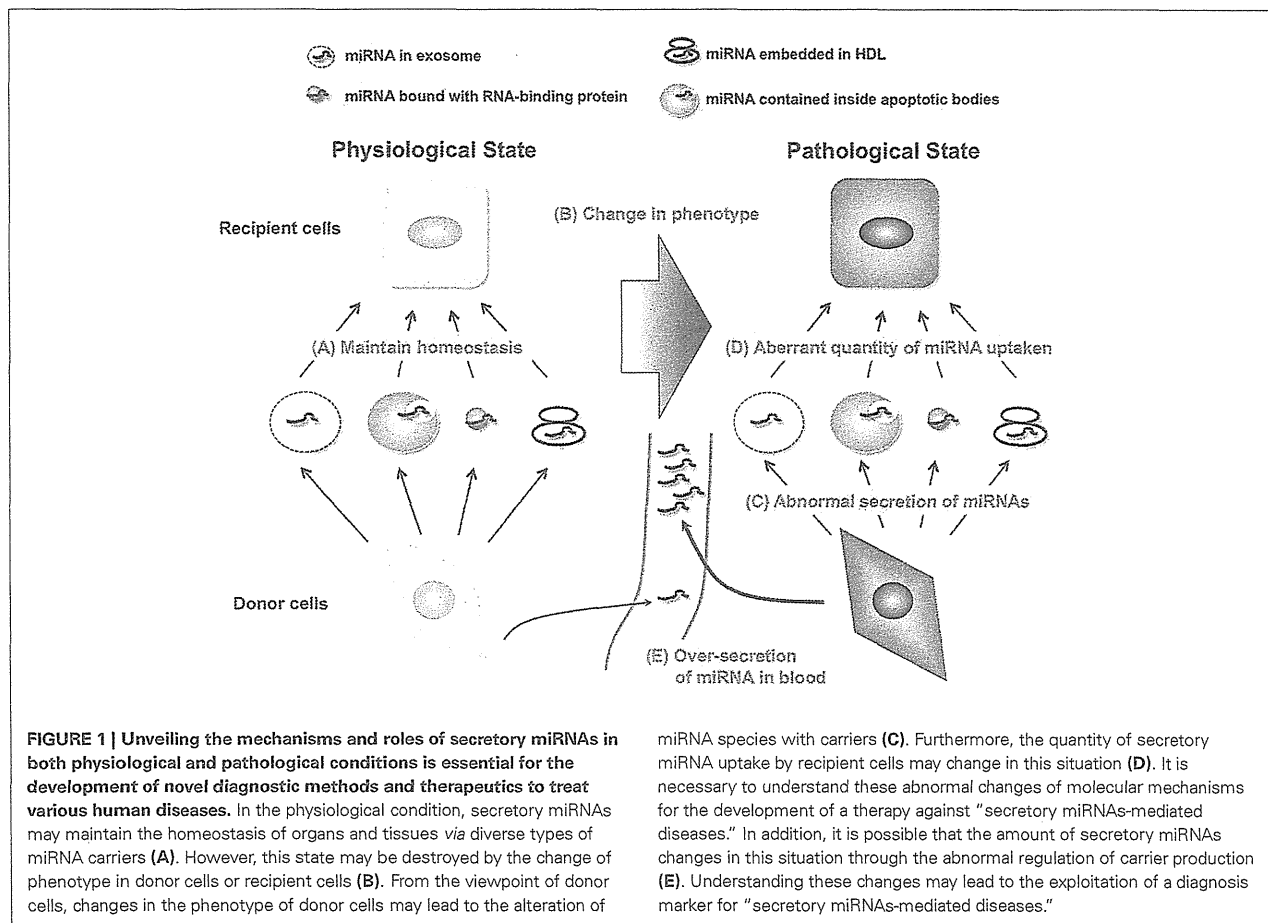 miRNA in exosome
miRNA embedded in HDL
miRNA bound with RNA-binding protein
miRNA contained inside apoptotic bodies
Physiological State
Pathological State
Recipient cells
(B) Change in phenotype
(A) Maintain homeostasis
(D) Aberrant quantity of miRNA uptaken
(C) Abnormal secretion of miRNAs
Donor cells
(E) Over-secretion
of miRNA in blood
FIGURE 1 | Unveiling the mechanisms and roles of secretory miRNAs in
both physiological and pathological conditions is essential for the
development of novel diagnostic methods and therapeutics to treat
various human diseases. In the physiological condition, secretory miRNAs
may maintain the homeostasis of organs and tissues via diverse types of
miRNA carriers (A). However, this state may be destroyed by the change of
phenotype in donor cells or recipient cells (B). From the viewpoint of donor
cells, changes in the phenotype of donor cells may lead to the alteration of
miRNA species with carriers (C). Furthermore, the quantity of secretory
miRNA uptake by recipient cells may change in this situation (D). It is
necessary to understand these abnormal changes of molecular mechanisms
for the development of a therapy against "secretory miRNAs-mediated
diseases." In addition, it is possible that the amount of secretory miRNAs
changes in this situation through the abnormal regulation of carrier production
(E). Understanding these changes may lead to the exploitation of a diagnosis
marker for "secretory miRNAs-mediated diseases."